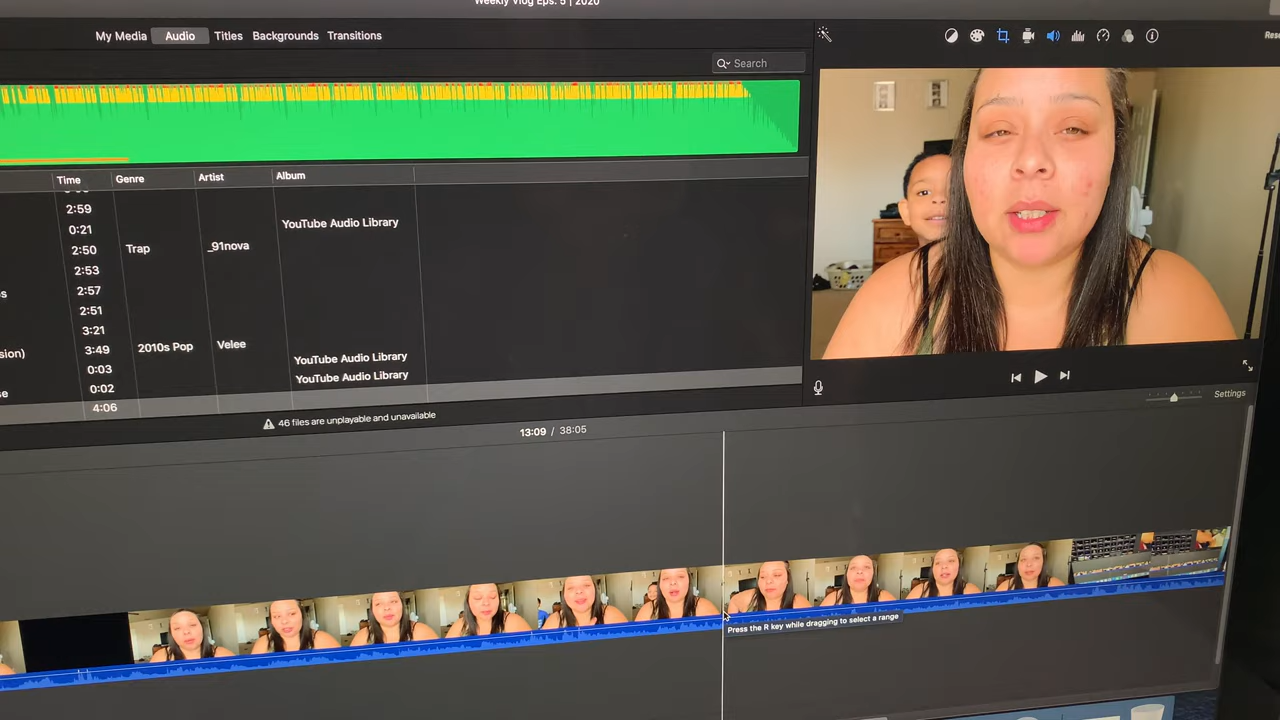 Weekly Vlog Eps. 5 | 2020
My Media Audio Titles Backgrounds Transitions
Search
Rese
Time Genre Artist Album
2:59
0:21 YouTube Audio Library
2:50 Trap _91nova
2:53
s 2:57
2:51
3:21
sion) 3:49 2010s Pop Velee
0:03 YouTube Audio Library
se 0:02 YouTube Audio Library
4:06
46 files are unplayable and unavailable
13:09 / 38:05
Settings
Press the R key while dragging to select a range